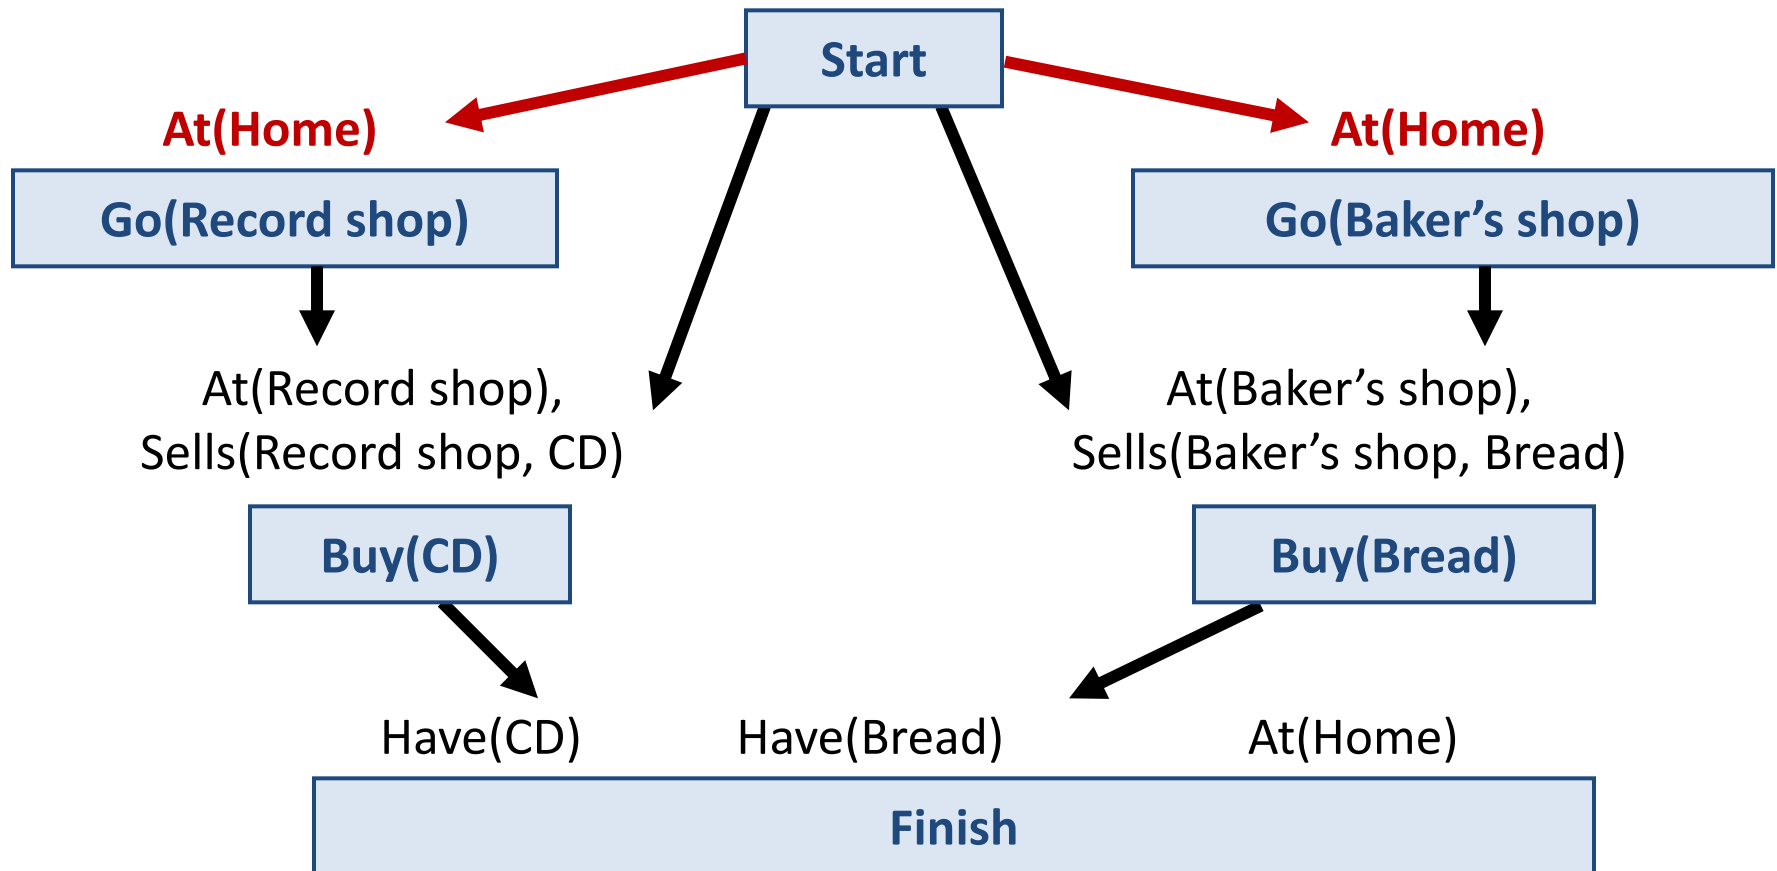 Start
At(Home)
At(Home)
Go(Record shop)
Go(Baker’s shop)
At(Record shop),
Sells(Record shop, CD)
At(Baker’s shop),
Sells(Baker’s shop, Bread)
Buy(CD)
Buy(Bread)
Have(CD)
Have(Bread)
At(Home)
Finish